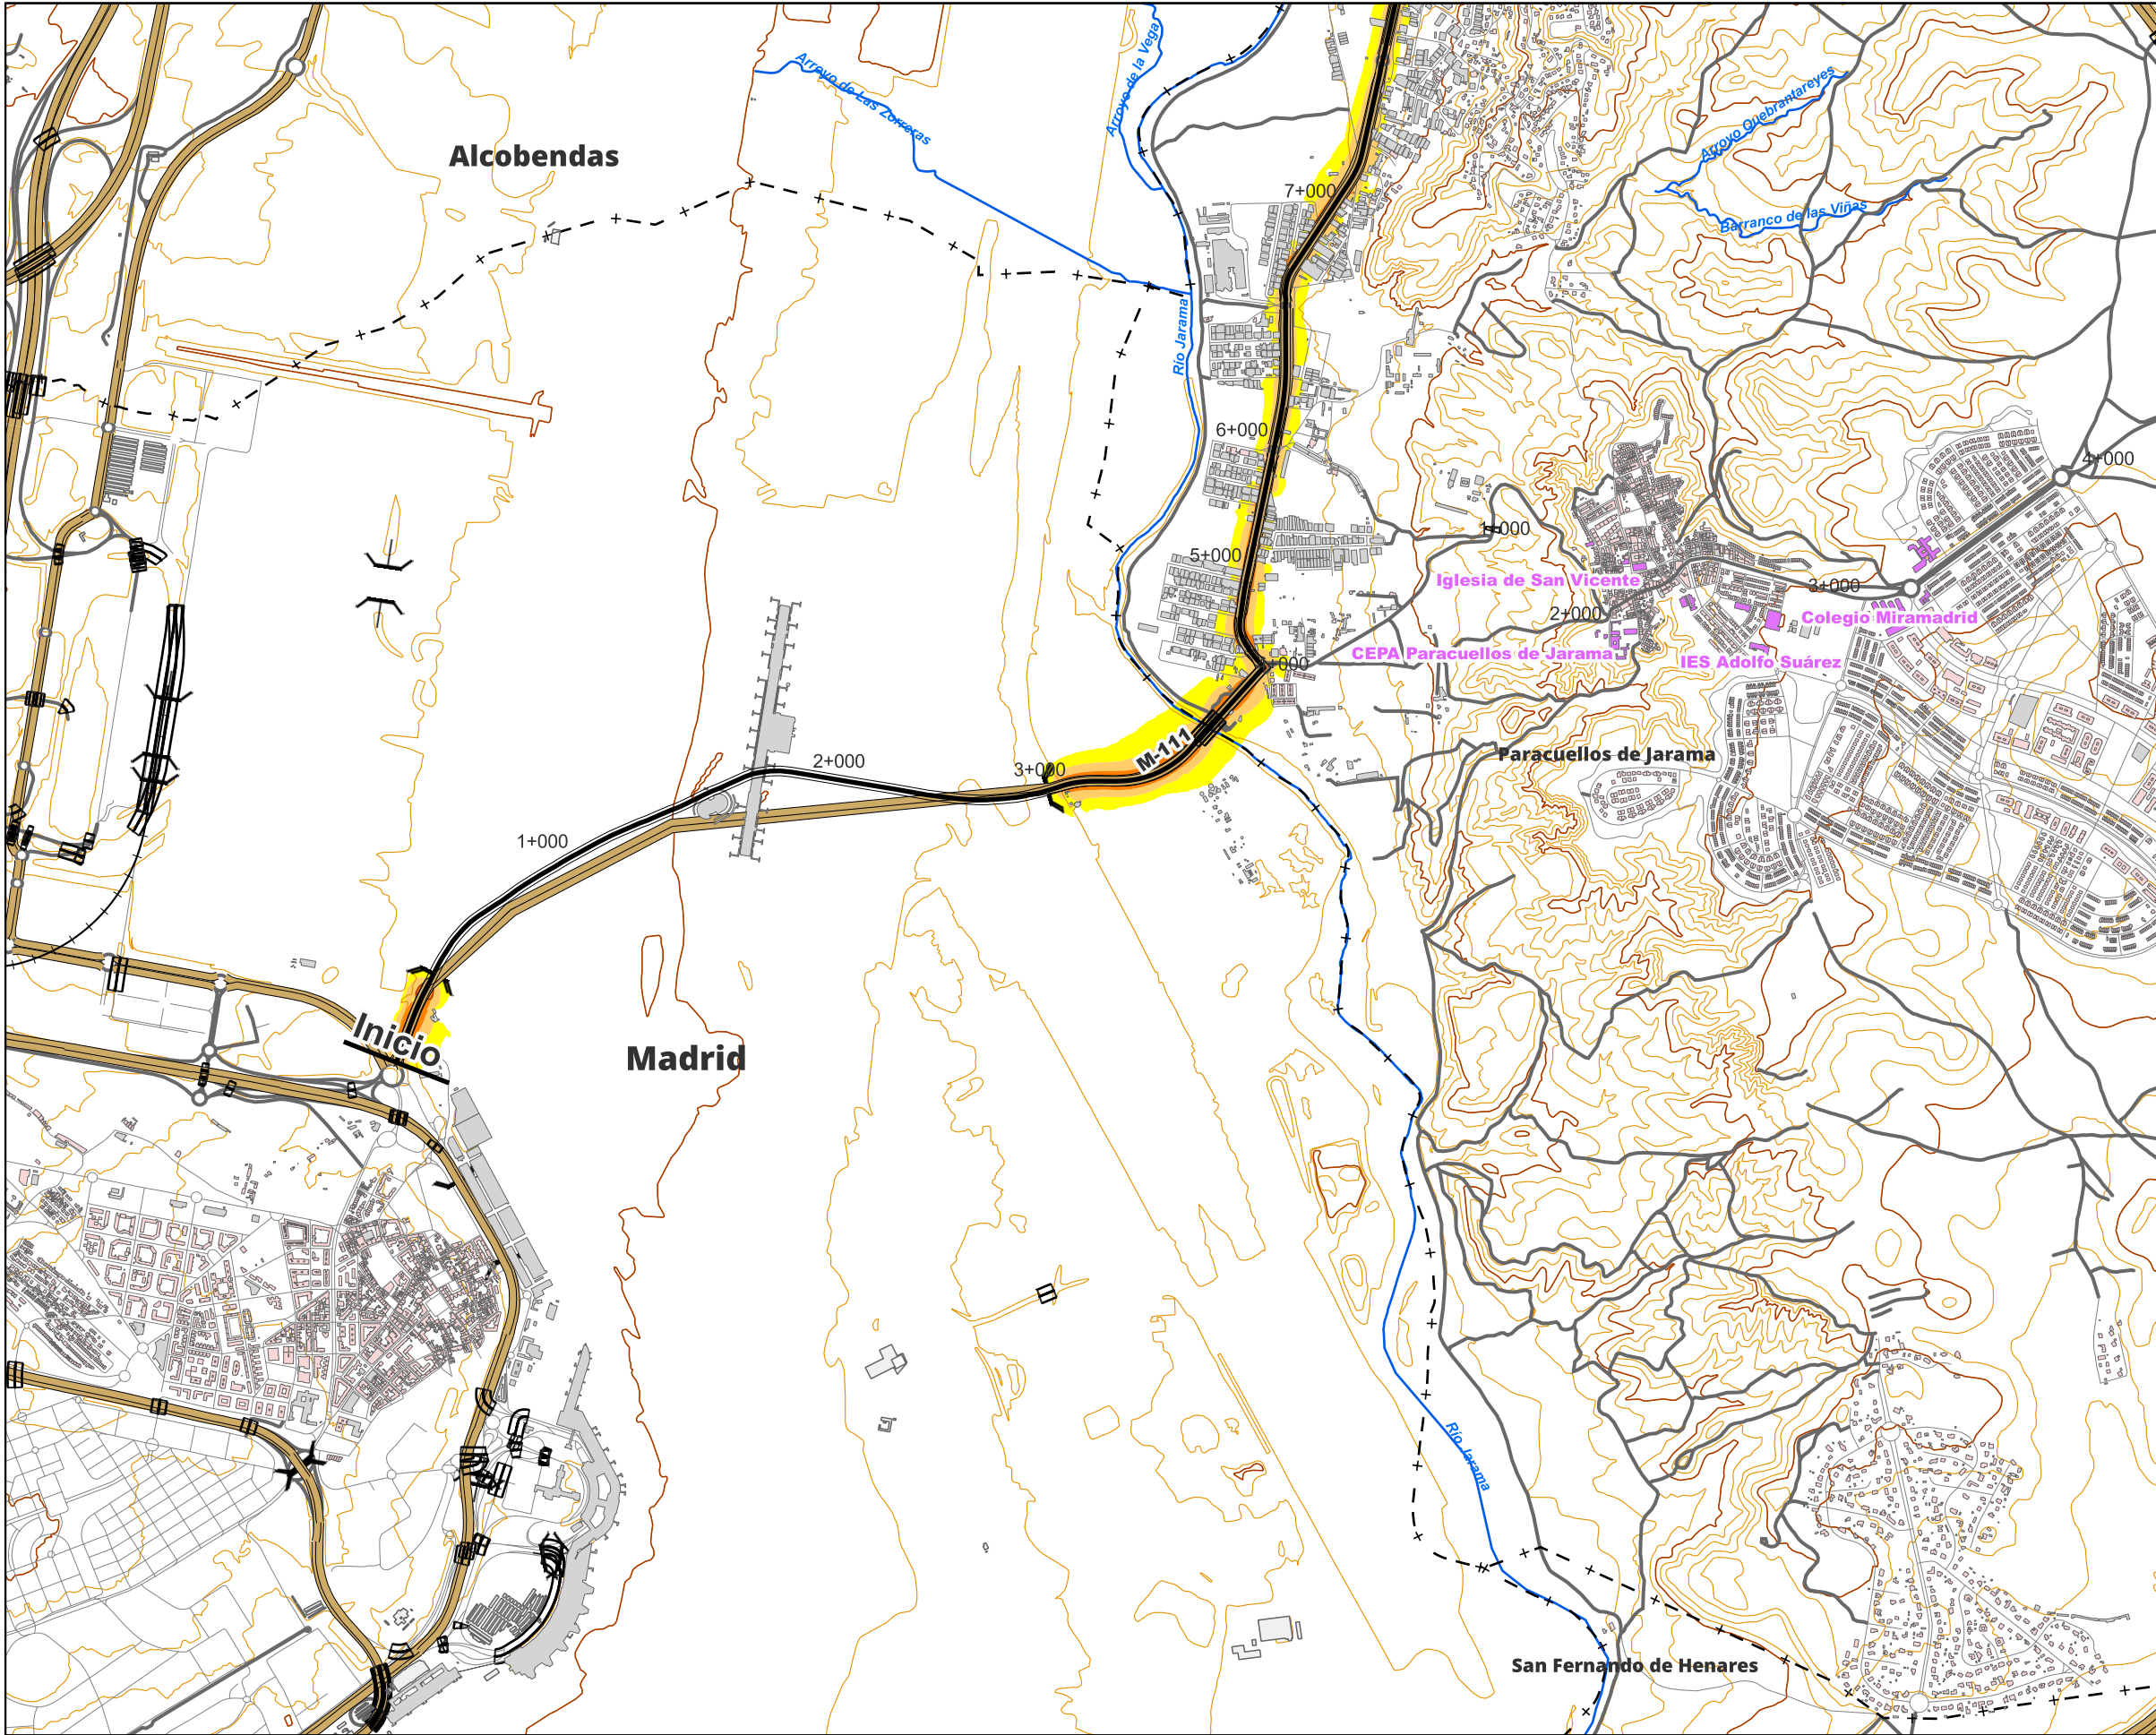 Arroyo de Las Zorreras
Arroyo de la Vega
Arroyo Quebrantareyes
Alcobendas
7+000
Barranco de las Viñas
Río Jarama
6+000
4+000
1+000
5+000
Iglesia de San Vicente
3+000
2+000
Colegio Miramadrid
CEPA Paracuellos de Jarama
IES Adolfo Suárez
+000
M-111
Paracuellos de Jarama
2+000
3+000
1+000
Inicio
Madrid
Río Jarama
San Fernando de Henares